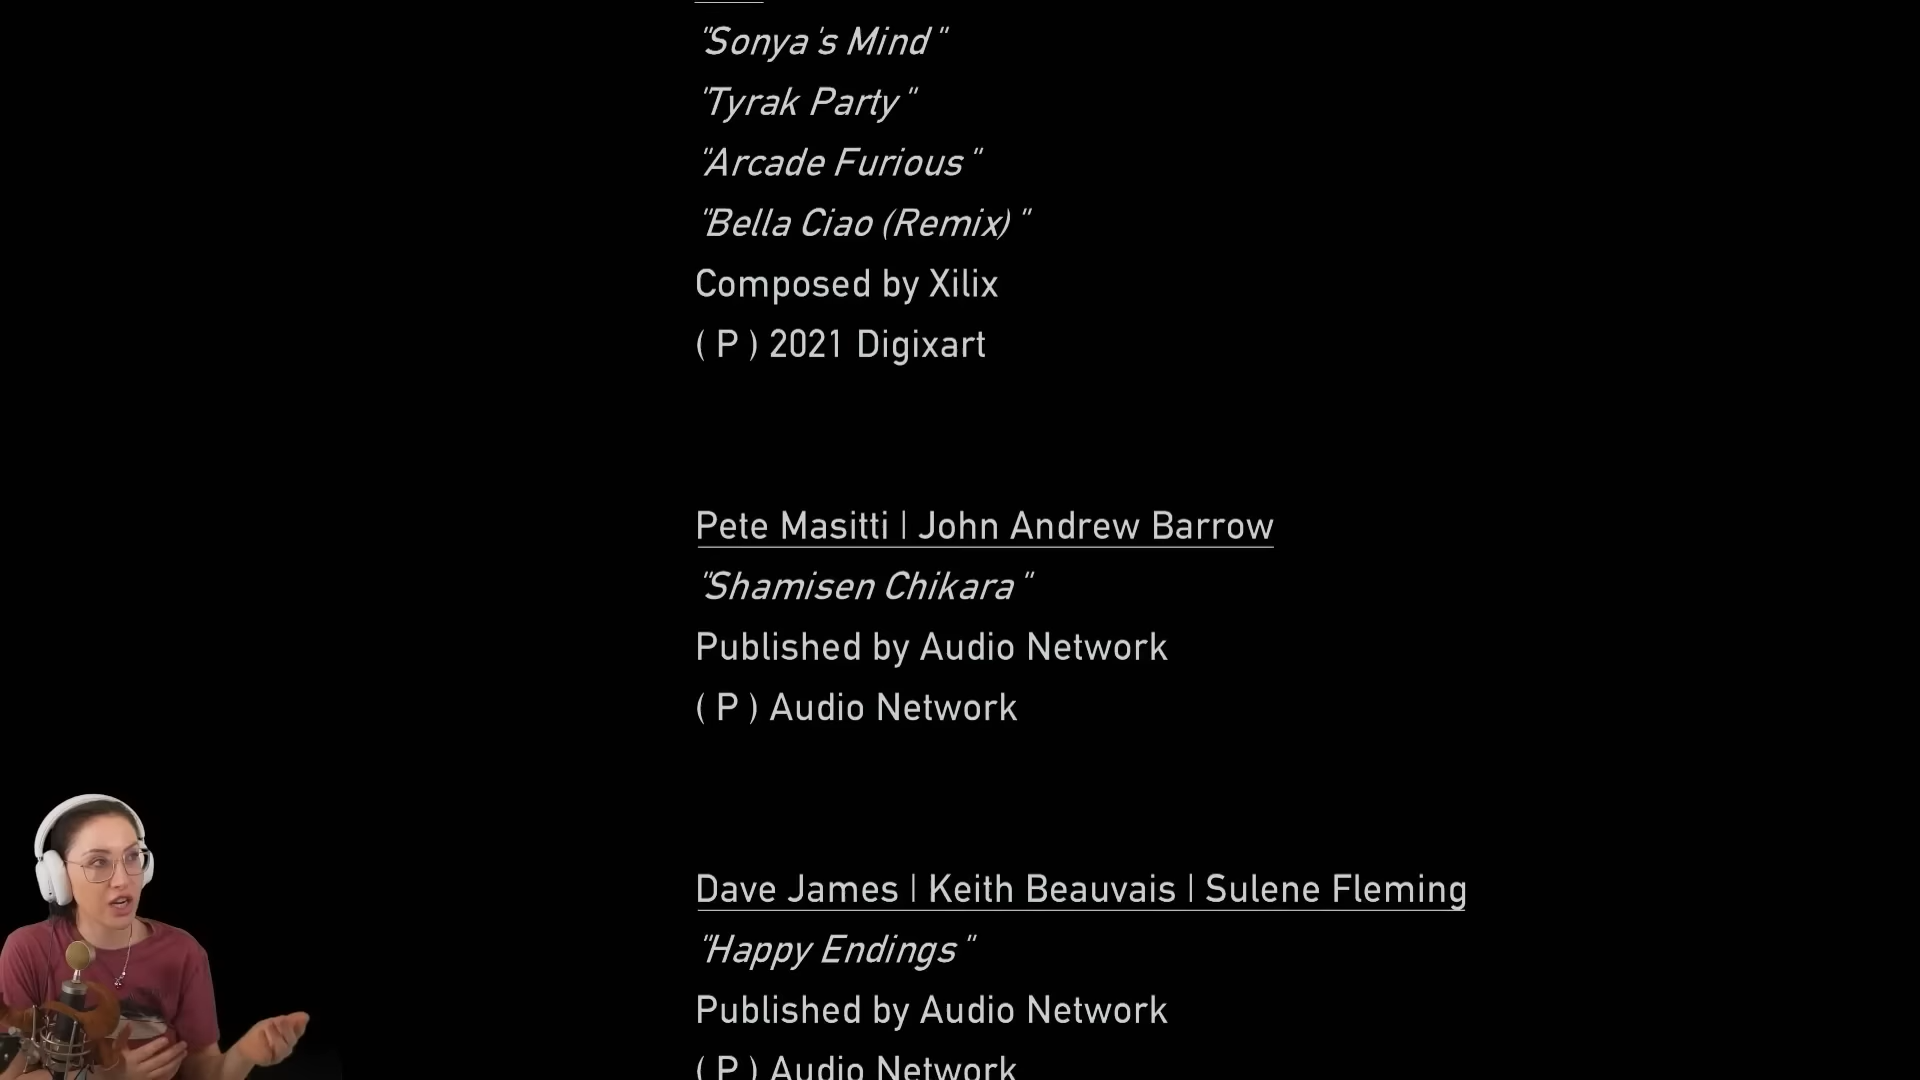 "Sonya's Mind"
"Tyrak Party"
"Arcade Furious"
"Bella Ciao (Remix)"
Composed by Xilix
( P ) 2021 Digixart
Pete Masitti | John Andrew Barrow
"Shamisen Chikara"
Published by Audio Network
( P ) Audio Network
Dave James | Keith Beauvais | Sulene Fleming
"Happy Endings"
Published by Audio Network
( P ) Audio Network